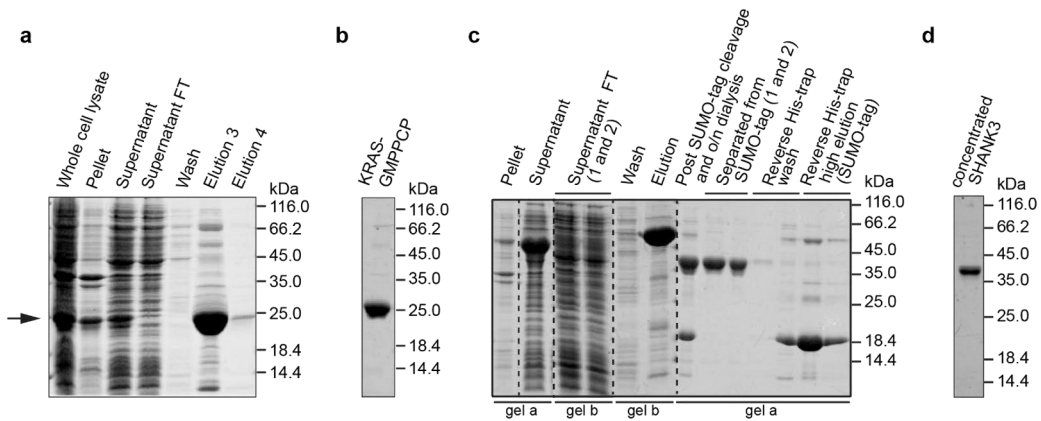 a
Whole cell lysate
Pellet
Supernatant
Supernatant FT
Wash
Elution 3
Elution 4
kDa
116.0
66.2
45.0
35.0
25.0
18.4
14.4
b
KRAS-
GMPPCP
kDa
116.0
66.2
45.0
35.0
25.0
18.4
14.4
c
Pellet
Supernatant
Supernatant FT
(1 and 2)
Wash
Elution
Post SUMO-tag cleavage
and o/n dialysis
Separated from
SUMO-tag (1 and 2)
Reverse His-trap
wash
Reverse His-trap
high elution
(SUMO-tag)
kDa
116.0
66.2
45.0
35.0
25.0
18.4
14.4
gel a
gel b
gel b
gel a
d
concentrated
SHANK3
kDa
116.0
66.2
45.0
35.0
25.0
18.4
14.4